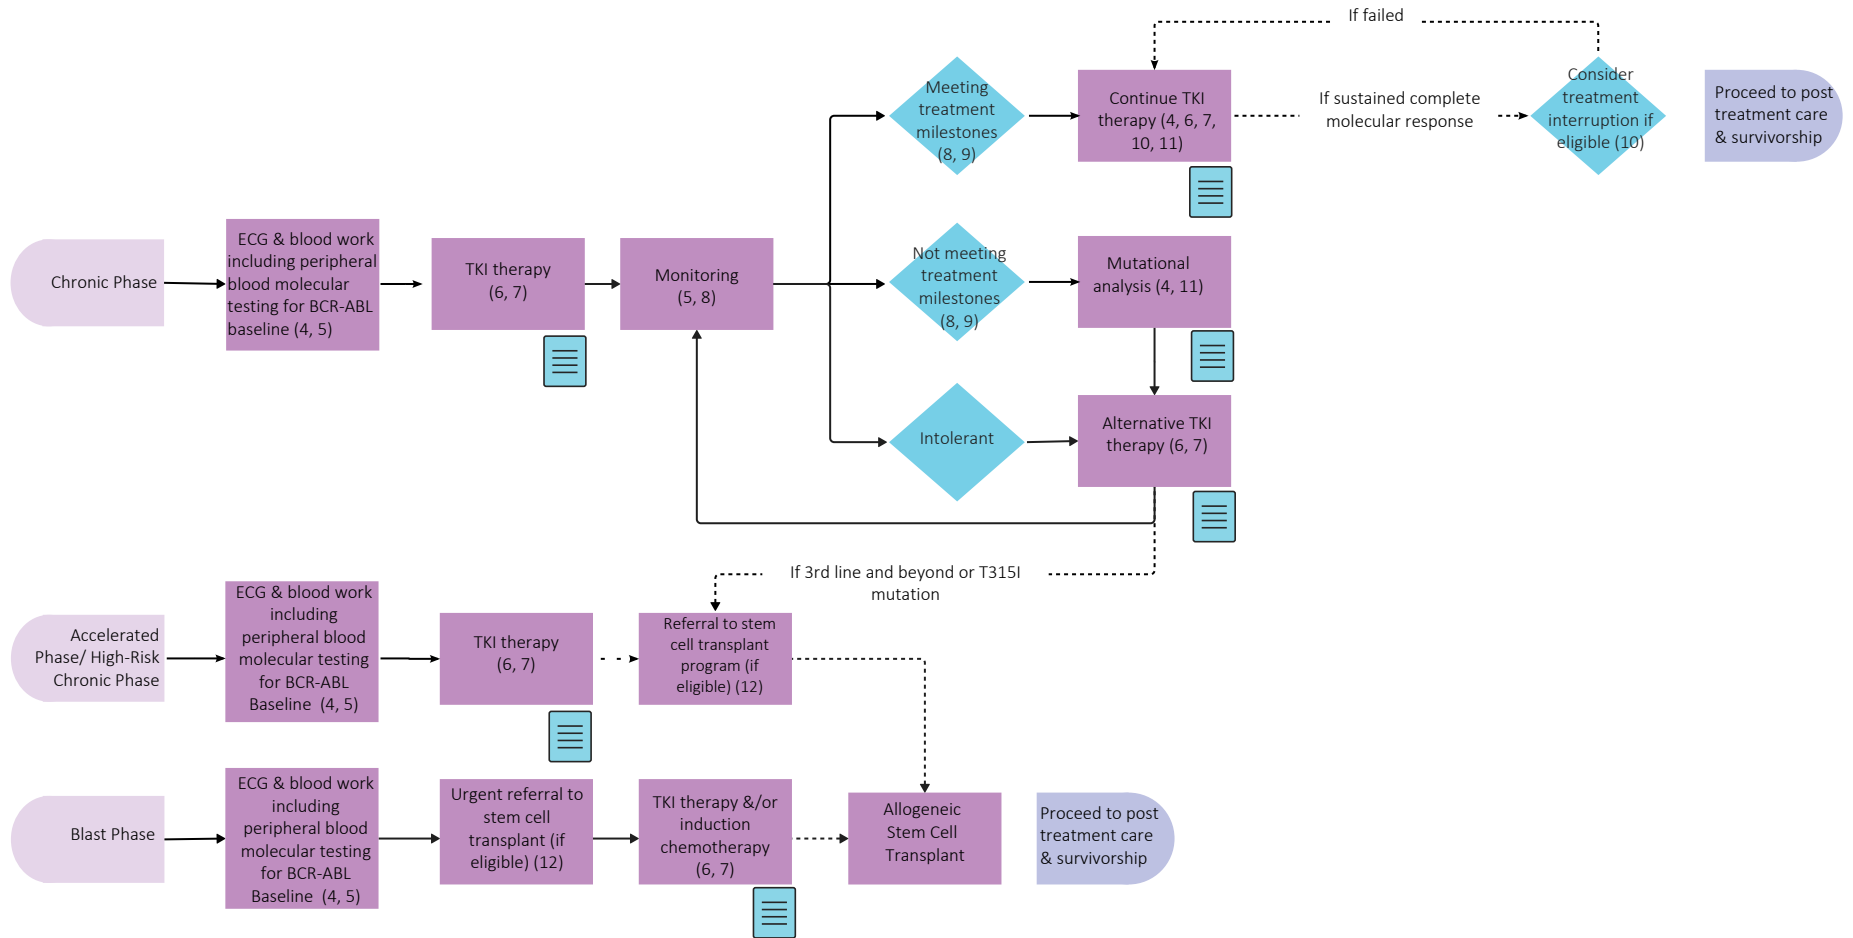 If failed
Meeting
treatment
milestones
(8, 9)
Continue TKI
therapy (4, 6, 7,
10, 11)
If sustained complete
molecular response
Consider
treatment
interruption if
eligible (10)
Proceed to post
treatment care
& survivorship
Chronic Phase
ECG & blood work
including peripheral
blood molecular
testing for BCR-ABL
baseline (4, 5)
TKI therapy
(6, 7)
Monitoring
(5, 8)
Not meeting
treatment
milestones
(8, 9)
Mutational
analysis (4, 11)
Intolerant
Alternative TKI
therapy (6, 7)
If 3rd line and beyond or T315I
mutation
Accelerated
Phase/ High-Risk
Chronic Phase
ECG & blood work
including
peripheral blood
molecular testing
for BCR-ABL
Baseline (4, 5)
TKI therapy
(6, 7)
Referral to stem
cell transplant
program (if
eligible) (12)
Blast Phase
ECG & blood work
including
peripheral blood
molecular testing
for BCR-ABL
Baseline (4, 5)
Urgent referral to
stem cell
transplant (if
eligible) (12)
TKI therapy &/or
induction
chemotherapy
(6, 7)
Allogeneic
Stem Cell
Transplant
Proceed to post
treatment care
& survivorship